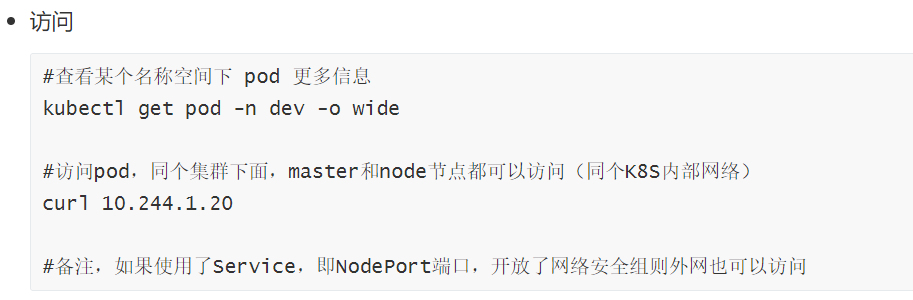 访问
#查看某个名称空间下 pod 更多信息
kubectl get pod -n dev -o wide
#访问pod，同个集群下面，master和node节点都可以访问（同个K8S内部网络）
curl 10.244.1.20
#备注，如果使用了Service，即NodePort端口，开放了网络安全组则外网也可以访问